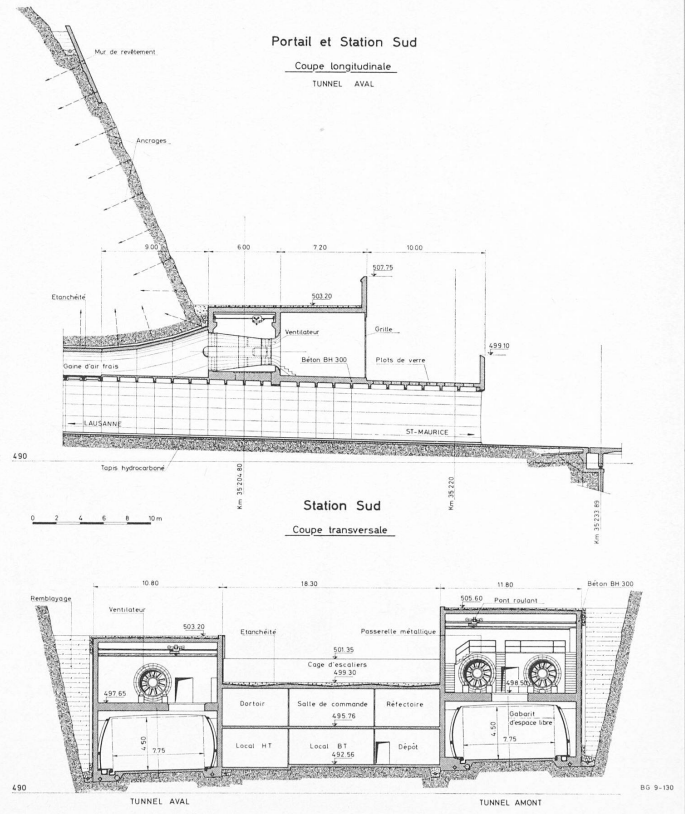 Portail et Station Sud
Coupe longitudinale
TUNNEL AVAL
Mur de revêtement
Ancrages
9.00 6.00 7.20 10.00
507.75
503.20
Etanchéité
Ventilateur
Grille
499.10
Gaine d'air frais
Béton BH 300
Plots de verre
LAUSANNE
ST-MAURICE
490
Tapis hydrocarboné
Km 35 204.80
Km 35 220
Km 35 233.89
Station Sud
0 2 4 6 8 10 m
Coupe transversale
10.80 18.30 11.80
Béton BH 300
Remblayage
Ventilateur
505.60
Pont roulant
503.20
Etanchéité
Passerelle métallique
501.35
Cage d'escaliers
499.30
497.65
498.50
Dortoir
Salle de commande
Réfectoire
495.76
4.50
7.75
Gabarit d'espace libre
4.50
7.75
Local HT
Local BT
Dépôt
492.56
490
BG 9-130
TUNNEL AVAL
TUNNEL AMONT